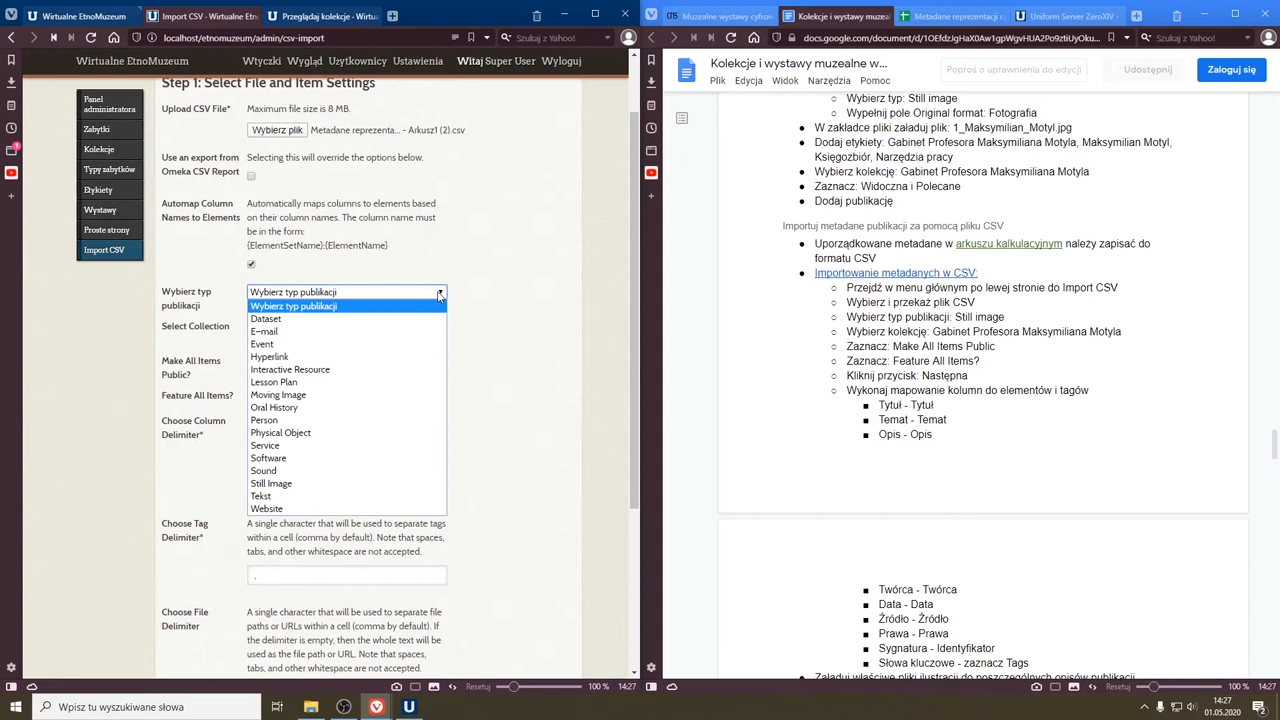 Wirtualne EtnoMuzeum
Import CSV | Wirtualne Etn
Przeglądaj kolekcje - Wirtua
localhost/etnomuzeum/admin/csv-import
Szukaj z Yahoo!
Wirtualne EtnoMuzeum
Wtyczki
Wygląd
Użytkownicy
Ustawienia
Witaj Super User
Wyloguj
Panel administratora
Zabytki
Kolekcje
Typy zabytków
Etykiety
Wystawy
Proste strony
Import CSV
Step 1: Select File and Item Settings
Upload CSV File*
Maximum file size is 8 MB.
Wybierz plik
Metadane reprezenta... - Arkusz1 (2).csv
Use an export from
Omeka CSV Report
Selecting this will override the options below.
Automap Column
Names to Elements
Automatically maps columns to elements based
on their column names. The column name must
be in the form:
{ElementSetName}:{ElementName}
Wybierz typ
publikacji
Wybierz typ publikacji
Wybierz typ publikacji
Dataset
E-mail
Event
Hyperlink
Interactive Resource
Lesson Plan
Moving Image
Oral History
Person
Physical Object
Service
Software
Sound
Still Image
Tekst
Website
Select Collection
Make All Items
Public?
Feature All Items?
Choose Column
Delimiter*
Choose Tag
Delimiter*
A single character that will be used to separate tags
within a cell (comma by default). Note that spaces,
tabs, and other whitespace are not accepted.
,
Choose File
Delimiter
A single character that will be used to separate file
paths or URLs within a cell (comma by default). If
the delimiter is empty, then the whole text will be
used as the file path or URL. Note that spaces,
tabs, and other whitespace are not accepted.
Resetuj
100 %
14:27
Muzealne wystawy cyfrow
Kolekcje i wystawy muzeal
Metadane reprezentacji c
Uniform Server ZeroXIV -
docs.google.com/document/d/1OEfdzJgHaX0Aw1gpWgvHUA2Po9ztiUyOku...
Szukaj z Yahoo!
Kolekcje i wystawy muzealne w...
Plik
Edycja
Widok
Narzędzia
Pomoc
Poproś o uprawnienia do edycji
Udostępnij
Zaloguj się
○ Wybierz typ: Still image
○ Wypełnij pole Original format: Fotografia
● W zakładce pliki załaduj plik: 1_Maksymilian_Motyl.jpg
● Dodaj etykiety: Gabinet Profesora Maksymiliana Motyla, Maksymilian Motyl,
Księgozbiór, Narzędzia pracy
● Wybierz kolekcję: Gabinet Profesora Maksymiliana Motyla
● Zaznacz: Widoczna i Polecane
● Dodaj publikację
Importuj metadane publikacji za pomocą pliku CSV
● Uporządkowane metadane w arkuszu kalkulacyjnym należy zapisać do
formatu CSV
● Importowanie metadanych w CSV:
○ Przejdź w menu głównym po lewej stronie do Import CSV
○ Wybierz i przekaż plik CSV
○ Wybierz typ publikacji: Still image
○ Wybierz kolekcję: Gabinet Profesora Maksymiliana Motyla
○ Zaznacz: Make All Items Public
○ Zaznacz: Feature All Items?
○ Kliknij przycisk: Następna
○ Wykonaj mapowanie kolumn do elementów i tagów
■ Tytuł - Tytuł
■ Temat - Temat
■ Opis - Opis
■ Twórca - Twórca
■ Data - Data
■ Źródło - Źródło
■ Prawa - Prawa
■ Sygnatura - Identyfikator
■ Słowa kluczowe - zaznacz Tags
● Załaduj właściwe pliki ilustracji do poszczególnych opisów publikacji
Resetuj
100 %
14:27
Wpisz tu wyszukiwane słowa
14:27
01.05.2020
2